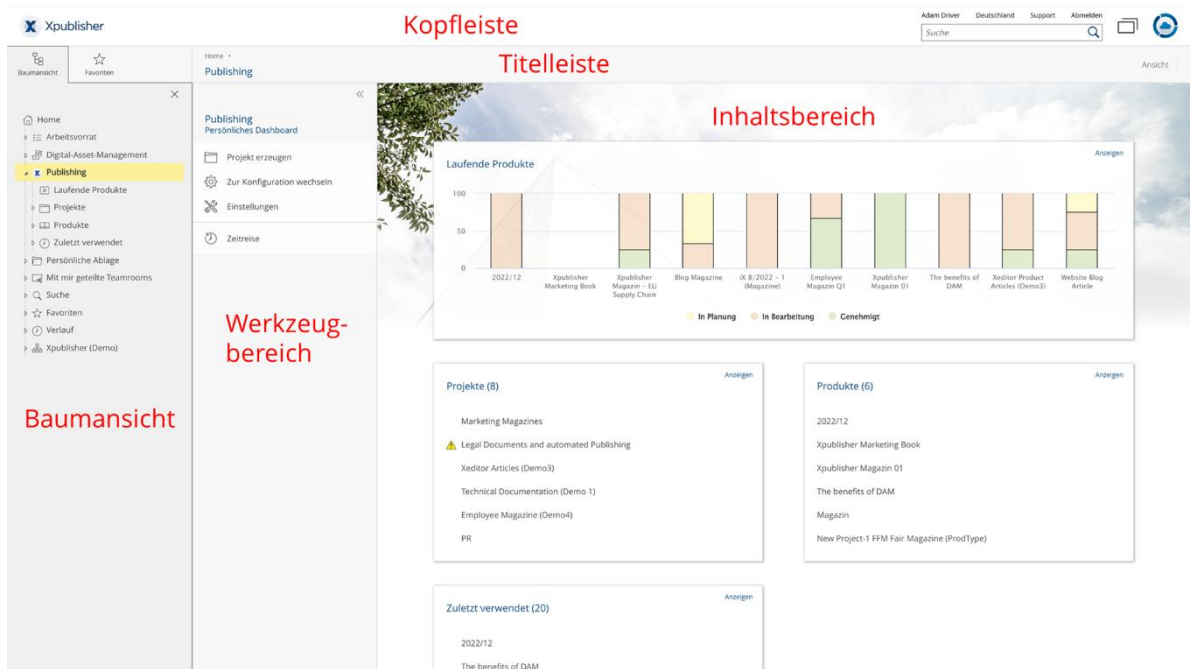 Xpublisher
Kopfleiste
Adam Driver Deutschland Support Abmelden
Suche
Baumansicht
Favoriten
Home
Publishing
Titelleiste
Ansicht
Home
Arbeitsvorrat
Digital-Asset-Management
Publishing
Laufende Produkte
Projekte
Produkte
Zuletzt verwendet
Persönliche Ablage
Mit mir geteilte Teamrooms
Suche
Favoriten
Verlauf
Xpublisher (Demo)
Baumansicht
Publishing
Persönliches Dashboard
Projekt erzeugen
Zur Konfiguration wechseln
Einstellungen
Zeitreise
Werkzeug-
bereich
Inhaltsbereich
Laufende Produkte
Anzeigen
100
50
0
2022/12
Xpublisher
Marketing Book
Xpublisher
Magazin – EU
Supply Chain
Blog Magazine
iX 8/2022 – 1
(Magazine)
Employee
Magazin Q1
Xpublisher
Magazin 01
The benefits of
DAM
Xeditor Product
Articles (Demo3)
Website Blog
Article
In Planung In Bearbeitung Genehmigt
Projekte (8)
Anzeigen
Marketing Magazines
Legal Documents and automated Publishing
Xeditor Articles (Demo3)
Technical Documentation (Demo 1)
Employee Magazine (Demo4)
PR
Produkte (6)
Anzeigen
2022/12
Xpublisher Marketing Book
Xpublisher Magazin 01
The benefits of DAM
Magazin
New Project-1 FFM Fair Magazine (ProdType)
Zuletzt verwendet (20)
Anzeigen
2022/12
The benefits of DAM